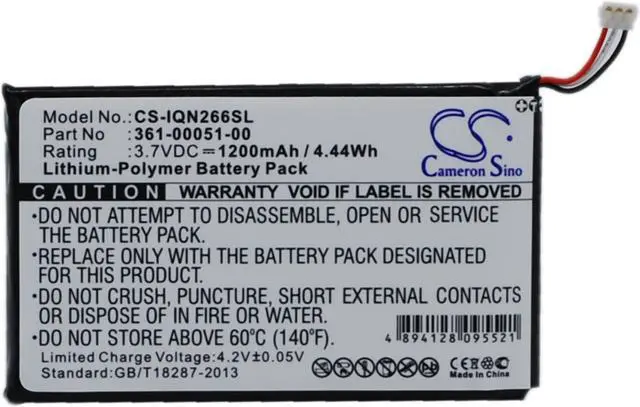 Model No.:CS-IQN266SL
Part No   :361-00051-00
Rating    :3.7VDC⎓1200mAh / 4.44Wh
Lithium-Polymer Battery Pack
Cameron Sino
CAUTION WARRANTY VOID IF LABEL IS REMOVED
•DO NOT ATTEMPT TO DISASSEMBLE, OPEN OR SERVICE
THE BATTERY PACK.
•REPLACE ONLY WITH THE BATTERY PACK INTENDED FOR
THIS PRODUCT.
•DO NOT CRUSH, PUNCTURE, SHORT EXTERNAL CONTACTS
OR DISPOSE OF IN FIRE OR WATER.
•DO NOT STORE ABOVE 60°C (140°F).
Limited Charging Voltage:4.2V±0.05V
Standard:GB/T18287-2013
4 894128 095521
CE
Made in China